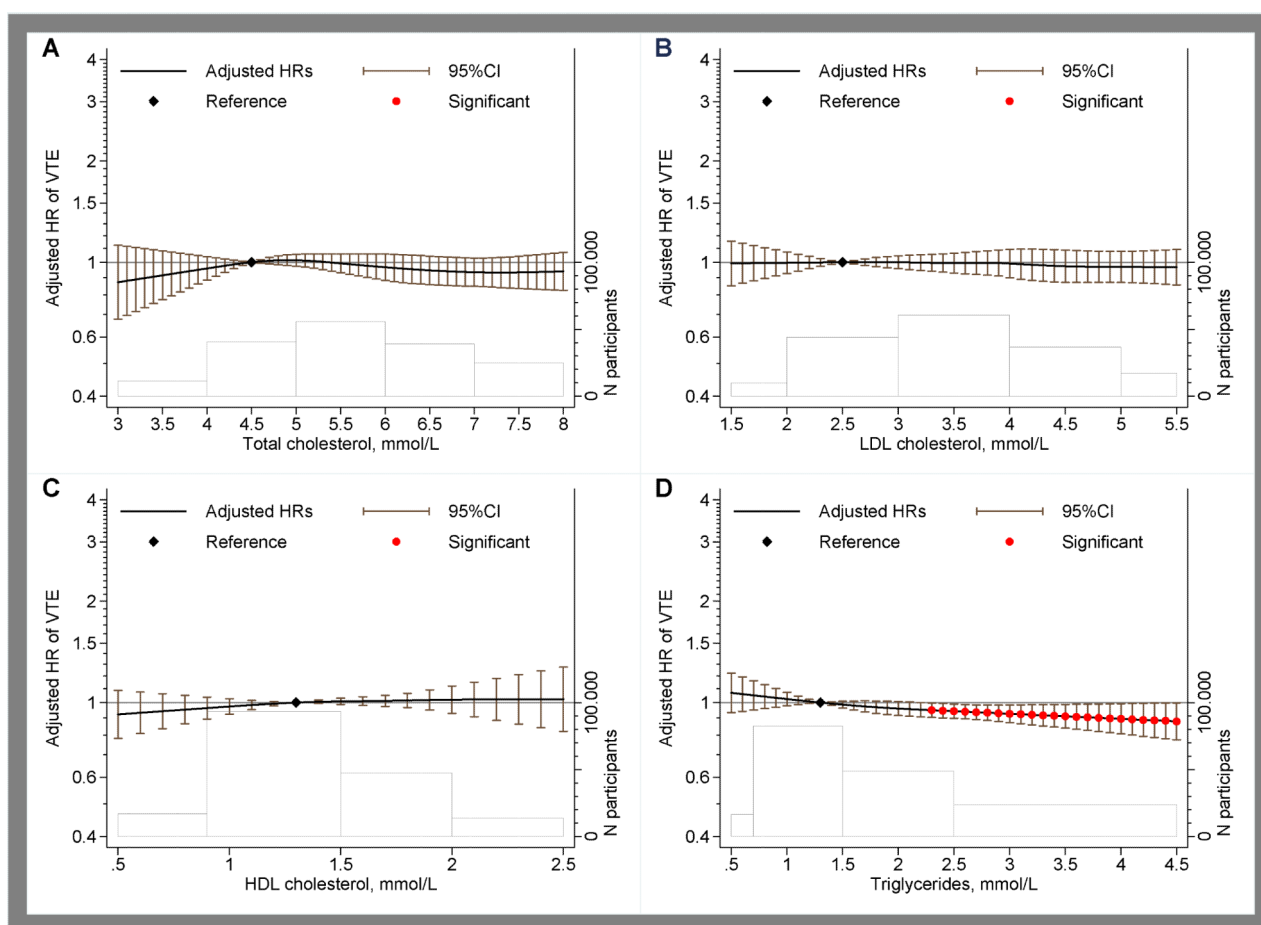 A
Adjusted HRs 95%CI
Reference Significant
Adjusted HR of VTE
4
3
2
1.5
1
0.6
0.4
N participants
100.000
0
3 3.5 4 4.5 5 5.5 6 6.5 7 7.5 8
Total cholesterol, mmol/L
B
Adjusted HRs 95%CI
Reference Significant
Adjusted HR of VTE
4
3
2
1.5
1
0.6
0.4
N participants
100.000
0
1.5 2 2.5 3 3.5 4 4.5 5 5.5
LDL cholesterol, mmol/L
C
Adjusted HRs 95%CI
Reference Significant
Adjusted HR of VTE
4
3
2
1.5
1
0.6
0.4
N participants
100.000
0
.5 1 1.5 2 2.5
HDL cholesterol, mmol/L
D
Adjusted HRs 95%CI
Reference Significant
Adjusted HR of VTE
4
3
2
1.5
1
0.6
0.4
N participants
100.000
0
.5 1 1.5 2 2.5 3 3.5 4 4.5
Triglycerides, mmol/L